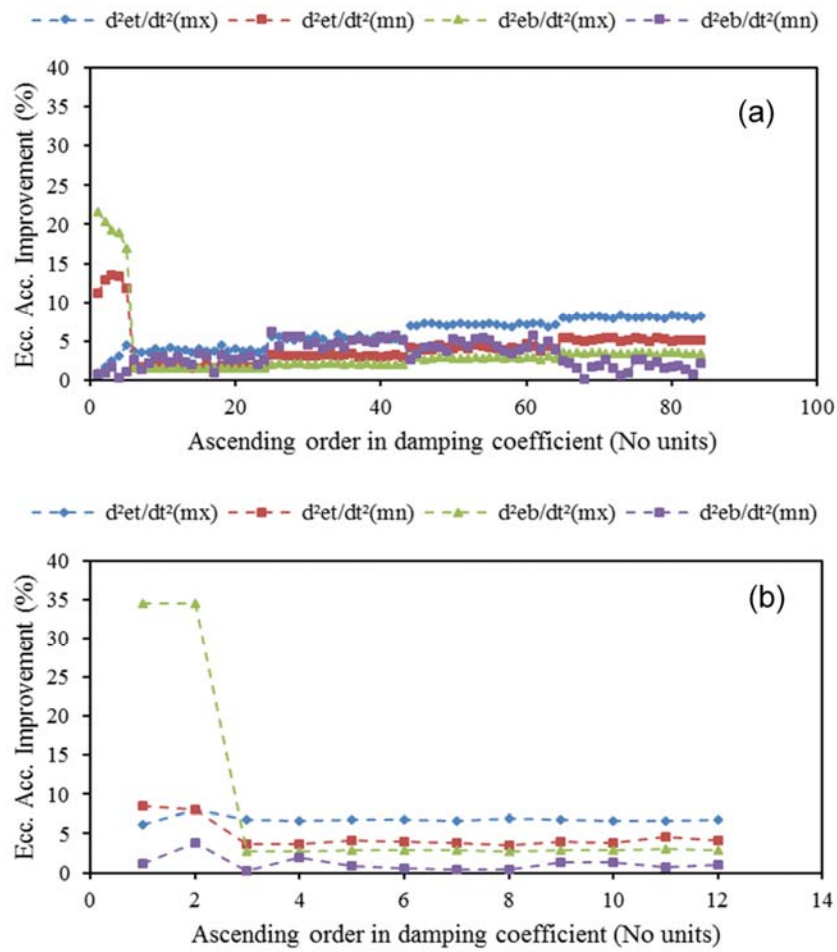 d²et/dt²(mx) d²et/dt²(mn) d²eb/dt²(mx) d²eb/dt²(mn)
40
35
30
25
20
15
10
5
0
Ecc. Acc. Improvement (%)
(a)
0 20 40 60 80 100
Ascending order in damping coefficient (No units)
d²et/dt²(mx) d²et/dt²(mn) d²eb/dt²(mx) d²eb/dt²(mn)
40
35
30
25
20
15
10
5
0
Ecc. Acc. Improvement (%)
(b)
0 2 4 6 8 10 12 14
Ascending order in damping coefficient (No units)